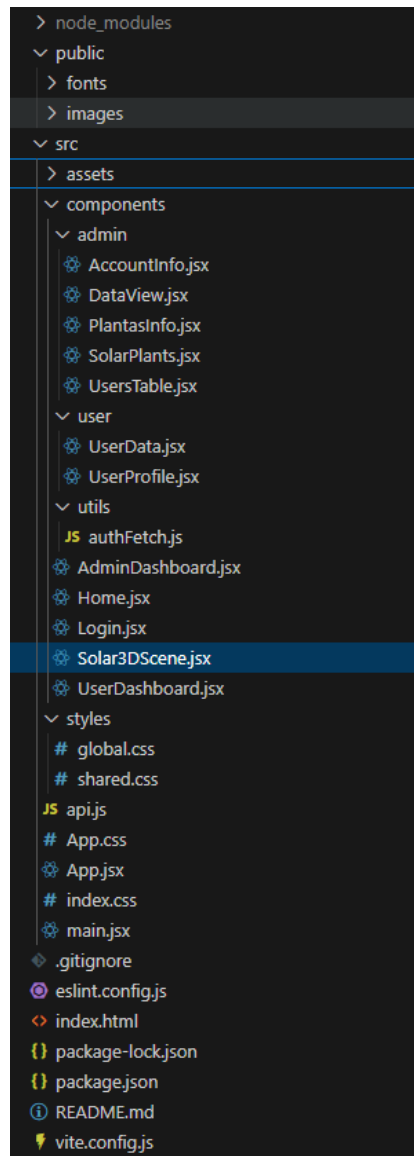 node_modules
public
fonts
images
src
assets
components
admin
AccountInfo.jsx
DataView.jsx
PlantasInfo.jsx
SolarPlants.jsx
UsersTable.jsx
user
UserData.jsx
UserProfile.jsx
utils
JS authFetch.js
AdminDashboard.jsx
Home.jsx
Login.jsx
Solar3DScene.jsx
UserDashboard.jsx
styles
# global.css
# shared.css
JS api.js
# App.css
App.jsx
# index.css
main.jsx
.gitignore
eslint.config.js
<> index.html
{} package-lock.json
{} package.json
README.md
vite.config.js